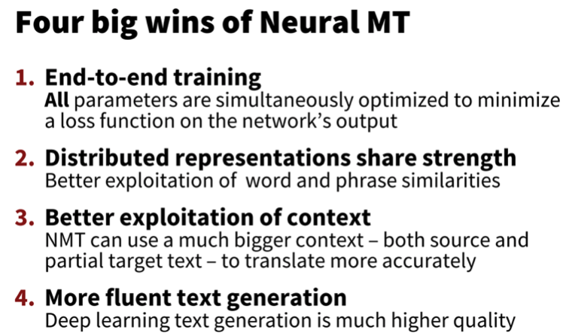 Four big wins of Neural MT
1. End-to-end training
All parameters are simultaneously optimized to minimize
a loss function on the network's output
2. Distributed representations share strength
Better exploitation of word and phrase similarities
3. Better exploitation of context
NMT can use a much bigger context – both source and
partial target text – to translate more accurately
4. More fluent text generation
Deep learning text generation is much higher quality